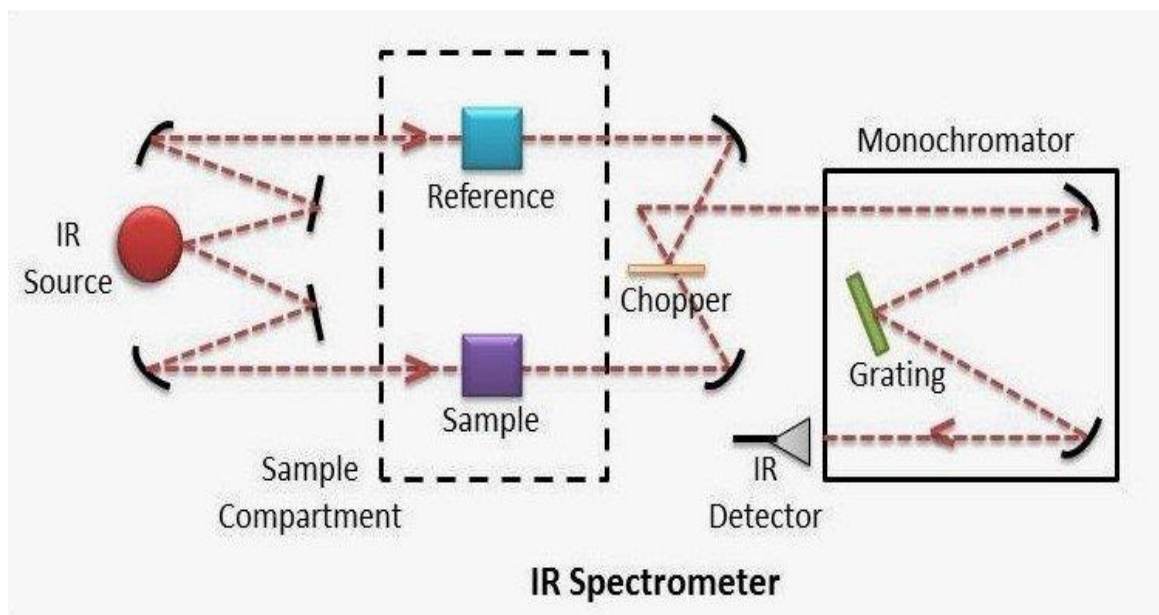 Monochromator
Reference
IR
Source
Chopper
Grating
Sample
IR
Detector
Sample
Compartment
IR Spectrometer